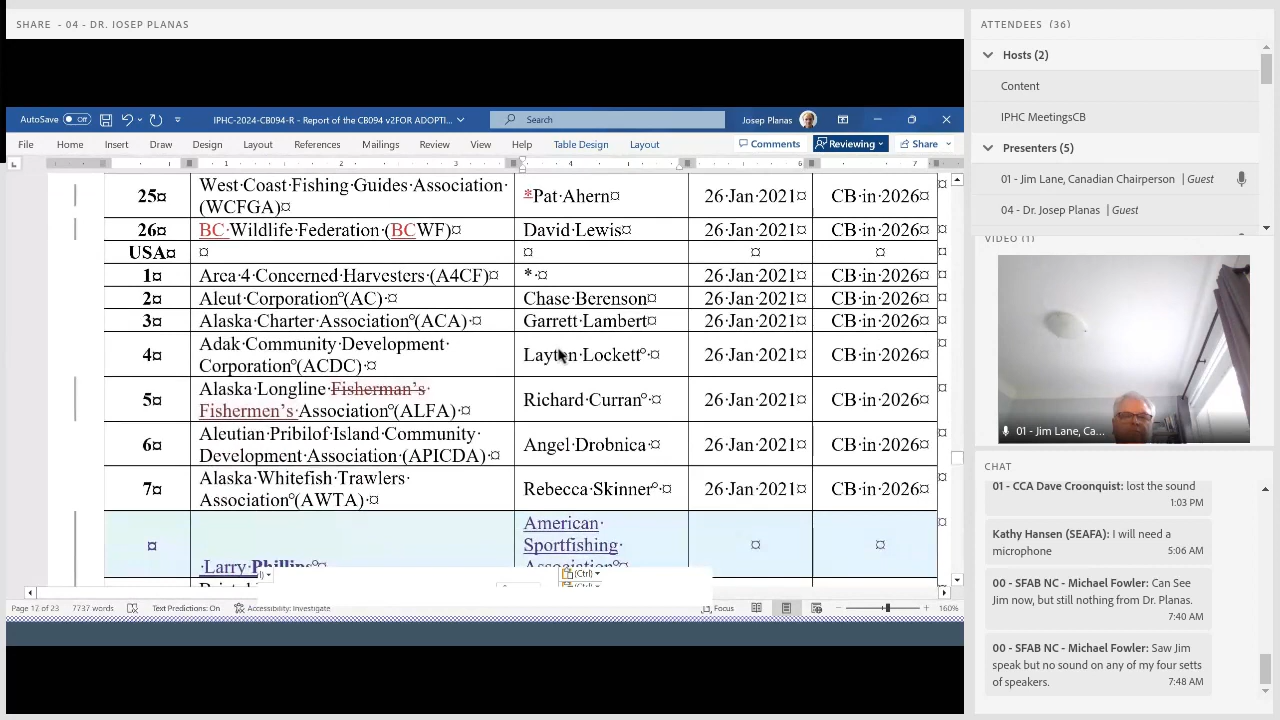 SHARE - 04 - DR. JOSEP PLANAS
AutoSave Off
IPHC-2024-CB094-R - Report of the CB094 v2FOR ADOPTI...
Search
Josep Planas
File Home Insert Draw Design Layout References Mailings Review View Help Table Design Layout
Comments Reviewing Share
1 2 3 4 6 7
25¤ West·Coast·Fishing·Guides·Association· *Pat·Ahern¤ 26·Jan·2021¤ CB·in·2026¤
(WCFGA)¤
26¤ BC·Wildlife·Federation·(BCWF)¤ David·Lewis¤ 26·Jan·2021¤ CB·in·2026¤
USA¤ ¤ ¤ ¤ ¤
1¤ Area·4·Concerned·Harvesters·(A4CF)¤ *·¤ 26·Jan·2021¤ CB·in·2026¤
2¤ Aleut·Corporation°(AC)·¤ Chase·Berenson¤ 26·Jan·2021¤ CB·in·2026¤
3¤ Alaska·Charter·Association°(ACA)·¤ Garrett·Lambert¤ 26·Jan·2021¤ CB·in·2026¤
4¤ Adak·Community·Development· Layten·Lockett°·¤ 26·Jan·2021¤ CB·in·2026¤
Corporation°(ACDC)·¤
5¤ Alaska·Longline·Fisherman’s· Richard·Curran°·¤ 26·Jan·2021¤ CB·in·2026¤
Fishermen’s·Association°(ALFA)·¤
6¤ Aleutian·Pribilof·Island·Community· Angel·Drobnica·¤ 26·Jan·2021¤ CB·in·2026¤
Development·Association·(APICDA)·¤
7¤ Alaska·Whitefish·Trawlers· Rebecca·Skinner°·¤ 26·Jan·2021¤ CB·in·2026¤
Association°(AWTA)·¤
¤ ·Larry·Phillips°¤ American· ¤ ¤
Sportfishing·
Association°¤
(Ctrl)
Page 17 of 23 7737 words Text Predictions: On Accessibility: Investigate Focus 160%
ATTENDEES (36)
Hosts (2)
Content
IPHC MeetingsCB
Presenters (5)
01 - Jim Lane, Canadian Chairperson | Guest
04 - Dr. Josep Planas | Guest
VIDEO (1)
01 - Jim Lane, Ca...
CHAT
01 - CCA Dave Croonquist: lost the sound
1:03 PM
Kathy Hansen (SEAFA): I will need a
microphone
5:06 AM
00 - SFAB NC - Michael Fowler: Can See
Jim now, but still nothing from Dr. Planas.
7:40 AM
00 - SFAB NC - Michael Fowler: Saw Jim
speak but no sound on any of my four setts
of speakers.
7:48 AM